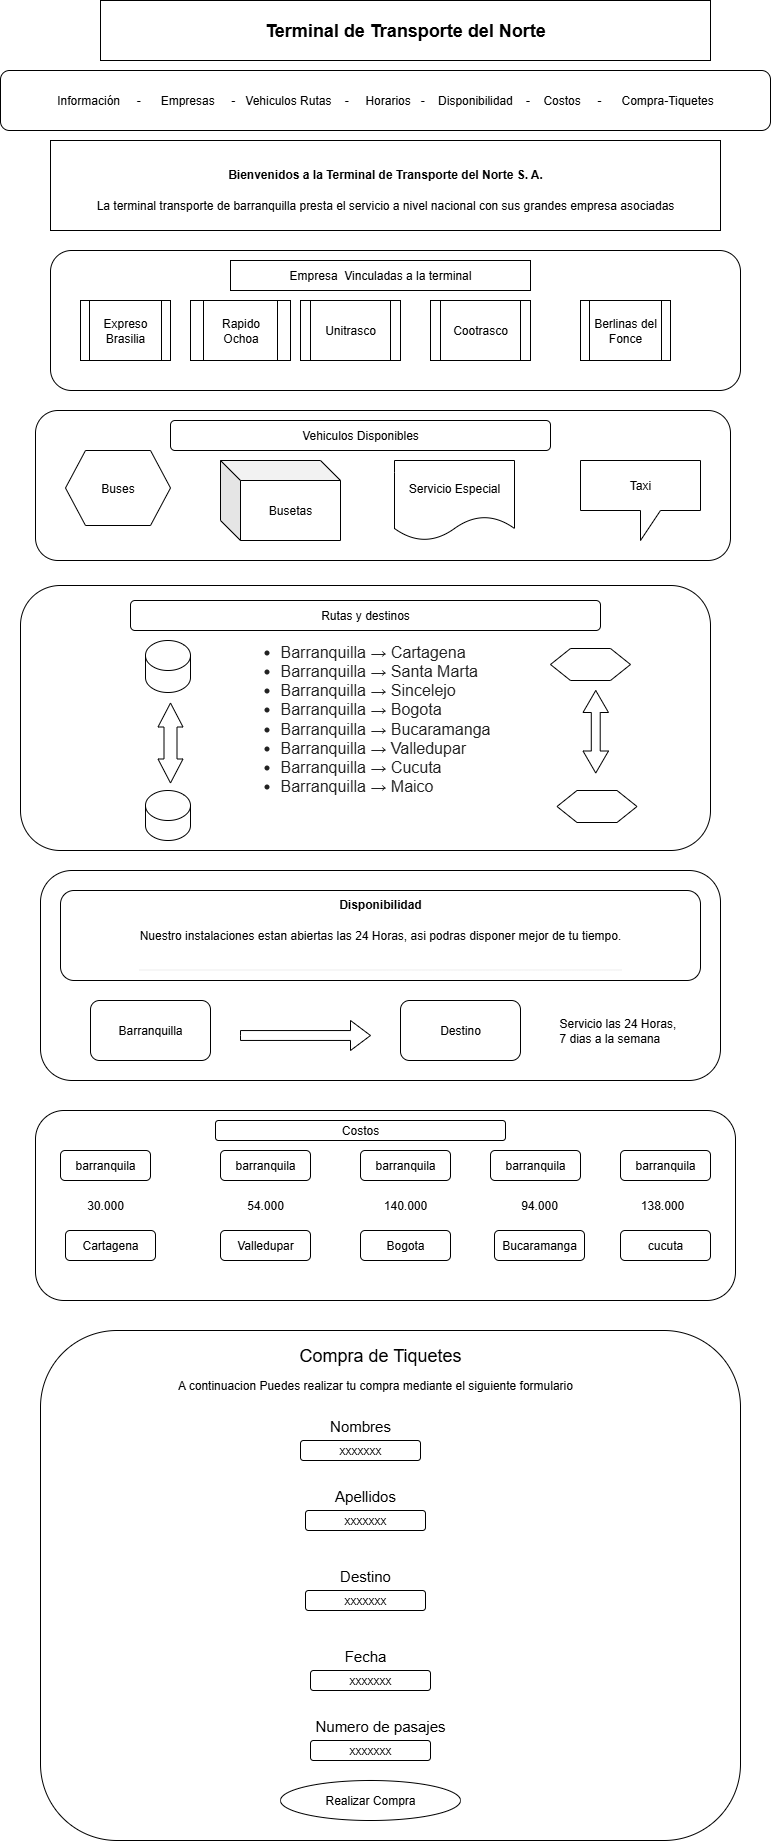 Terminal de Transporte del Norte
Información - Empresas - Vehiculos Rutas - Horarios - Disponibilidad - Costos - Compra-Tiquetes
Bienvenidos a la Terminal de Transporte del Norte S. A.
La terminal transporte de barranquilla presta el servicio a nivel nacional con sus grandes empresa asociadas
Empresa Vinculadas a la terminal
Expreso
Brasilia
Rapido
Ochoa
Unitrasco
Cootrasco
Berlinas del
Fonce
Vehiculos Disponibles
Buses
Busetas
Servicio Especial
Taxi
Rutas y destinos
• Barranquilla → Cartagena
• Barranquilla → Santa Marta
• Barranquilla → Sincelejo
• Barranquilla → Bogota
• Barranquilla → Bucaramanga
• Barranquilla → Valledupar
• Barranquilla → Cucuta
• Barranquilla → Maico
Disponibilidad
Nuestro instalaciones estan abiertas las 24 Horas, asi podras disponer mejor de tu tiempo.
Barranquilla
Destino
Servicio las 24 Horas,
7 dias a la semana
Costos
barranquila barranquila barranquila barranquila barranquila
30.000 54.000 140.000 94.000 138.000
Cartagena Valledupar Bogota Bucaramanga cucuta
Compra de Tiquetes
A continuacion Puedes realizar tu compra mediante el siguiente formulario
Nombres
xxxxxxx
Apellidos
xxxxxxx
Destino
xxxxxxx
Fecha
xxxxxxx
Numero de pasajes
xxxxxxx
Realizar Compra